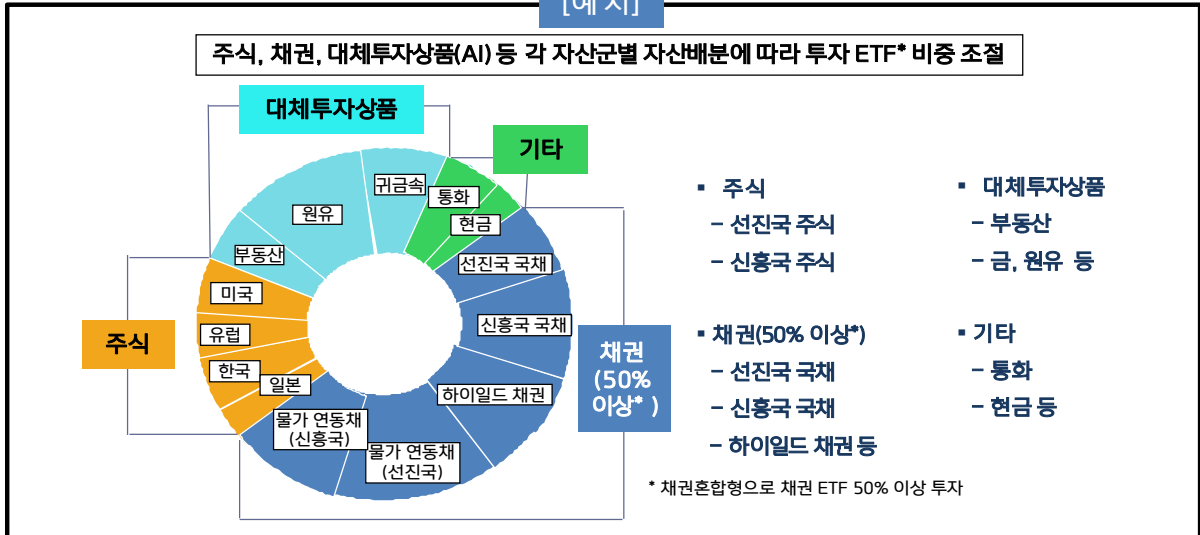 [예 시]
주식, 채권, 대체투자상품(AI) 등 각 자산군별 자산배분에 따라 투자 ETF* 비중 조절
대체투자상품
기타
귀금속
통화
원유
현금
부동산
선진국 국채
미국
신흥국 국채
유럽
주식
한국
일본
하이일드 채권
물가 연동채
(신흥국)
물가 연동채
(선진국)
채권
(50%
이상* )
▪ 주식
– 선진국 주식
– 신흥국 주식
▪ 대체투자상품
– 부동산
– 금, 원유 등
▪ 채권(50% 이상*)
– 선진국 국채
– 신흥국 국채
– 하이일드 채권 등
▪ 기타
– 통화
– 현금 등
* 채권혼합형으로 채권 ETF 50% 이상 투자